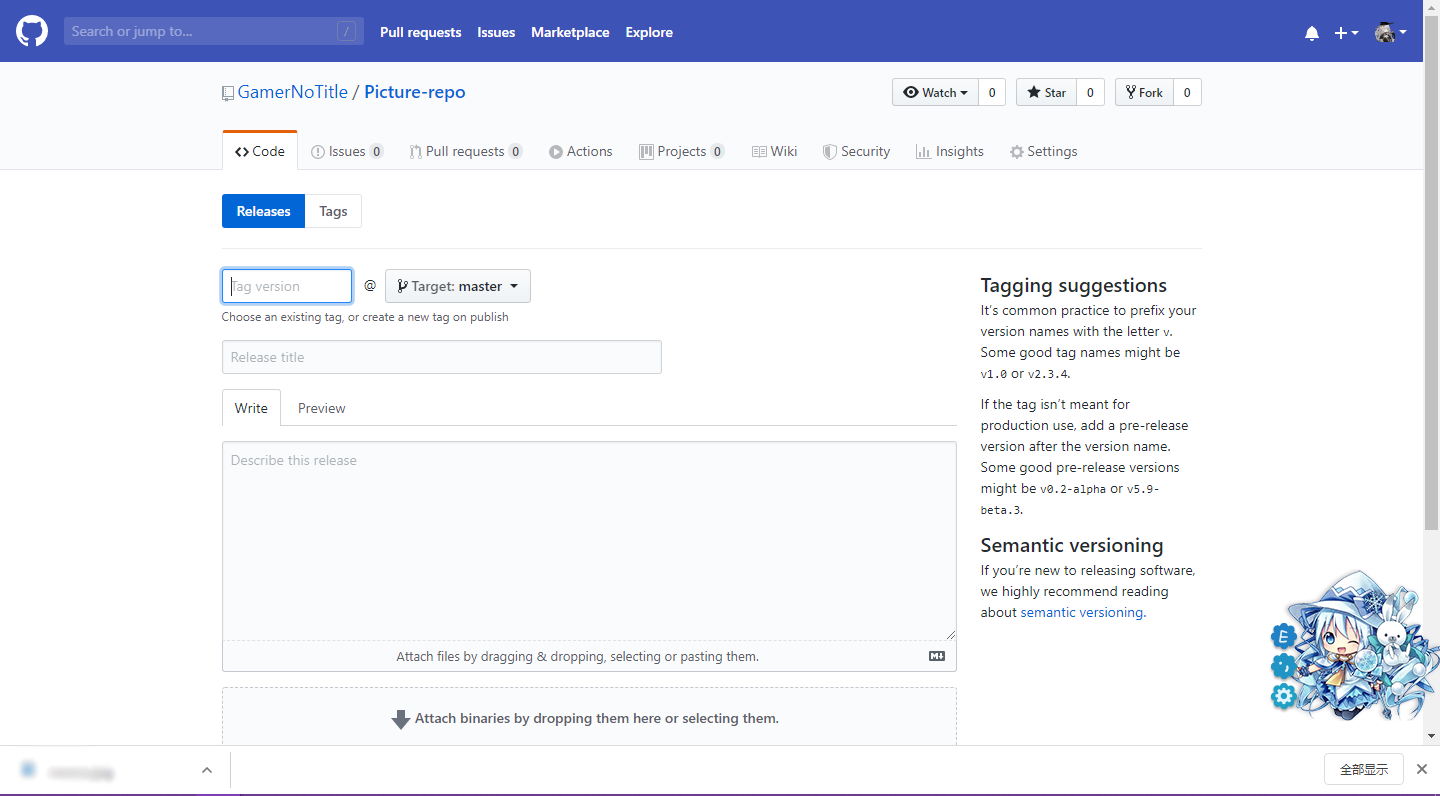 Search or jump to... /
Pull requests Issues Marketplace Explore
GamerNoTitle / Picture-repo
Watch 0 Star 0 Fork 0
Code Issues 0 Pull requests 0 Actions Projects 0 Wiki Security Insights Settings
Releases Tags
Tag version @ Target: master
Choose an existing tag, or create a new tag on publish
Release title
Write Preview
Describe this release
Attach files by dragging & dropping, selecting or pasting them.
Attach binaries by dropping them here or selecting them.
Tagging suggestions
It's common practice to prefix your
version names with the letter v.
Some good tag names might be
v1.0 or v2.3.4.
If the tag isn't meant for
production use, add a pre-release
version after the version name.
Some good pre-release versions
might be v0.2-alpha or v5.9-
beta.3.
Semantic versioning
If you're new to releasing software,
we highly recommend reading
about semantic versioning.
E
全部显示